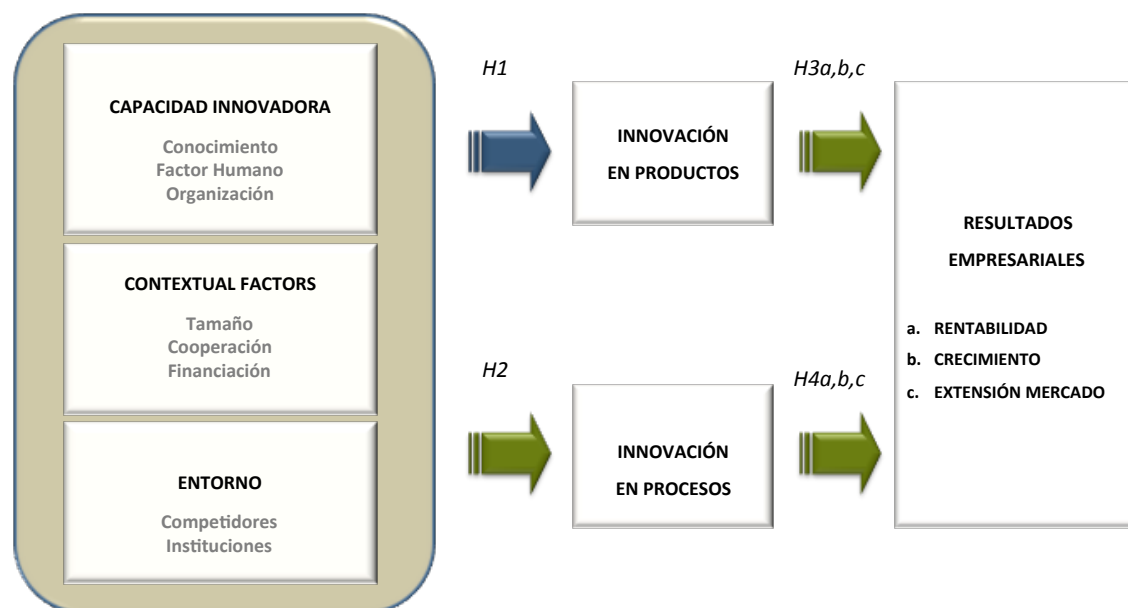 CAPACIDAD INNOVADORA
Conocimiento
Factor Humano
Organización
CONTEXTUAL FACTORS
Tamaño
Cooperación
Financiación
ENTORNO
Competidores
Instituciones
H1
H2
INNOVACIÓN
EN PRODUCTOS
INNOVACIÓN
EN PROCESOS
H3a,b,c
H4a,b,c
RESULTADOS
EMPRESARIALES
a. RENTABILIDAD
b. CRECIMIENTO
c. EXTENSIÓN MERCADO